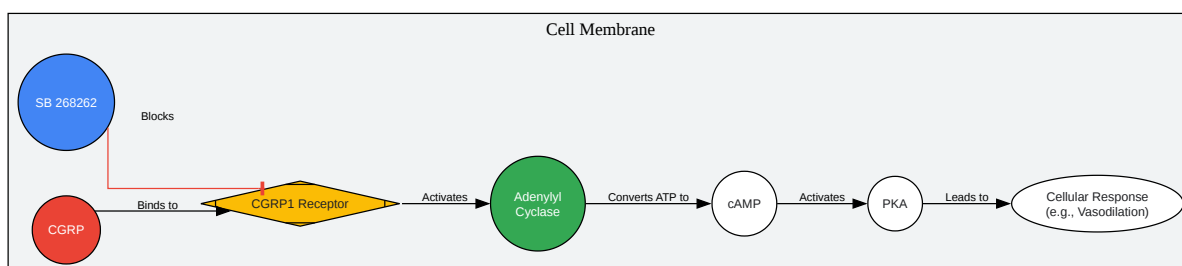 Cell Membrane
SB 268262
Blocks
CGRP
Binds to
CGRP1 Receptor
Activates
Adenylyl
Cyclase
Converts ATP to
cAMP
Activates
PKA
Leads to
Cellular Response
(e.g., Vasodilation)